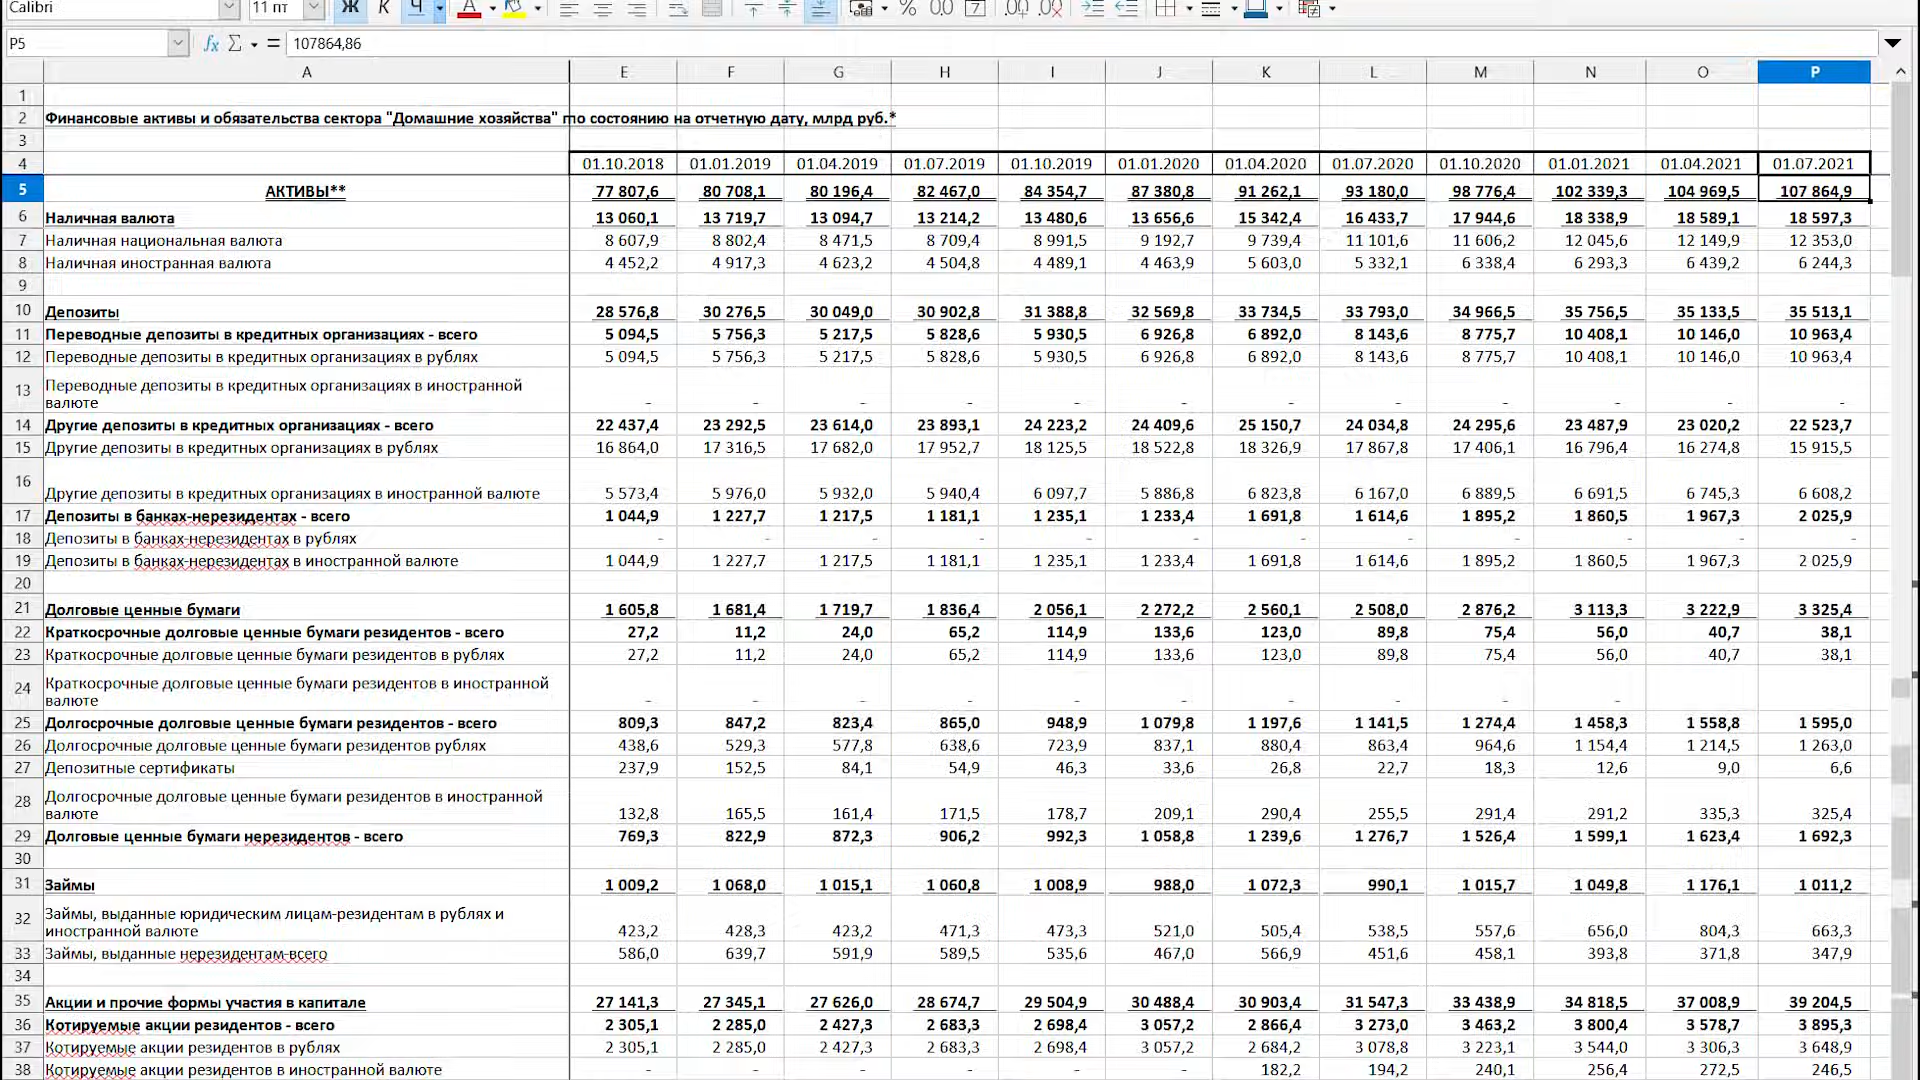 Calibri 11 пт Ж К Ч
P5 fx Σ = 107864,86
A E F G H I J K L M N O P
1
2 Финансовые активы и обязательства сектора "Домашние хозяйства" по состоянию на отчетную дату, млрд руб.*
3
4 01.10.2018 01.01.2019 01.04.2019 01.07.2019 01.10.2019 01.01.2020 01.04.2020 01.07.2020 01.10.2020 01.01.2021 01.04.2021 01.07.2021
5 АКТИВЫ** 77 807,6 80 708,1 80 196,4 82 467,0 84 354,7 87 380,8 91 262,1 93 180,0 98 776,4 102 339,3 104 969,5 107 864,9
6 Наличная валюта 13 060,1 13 719,7 13 094,7 13 214,2 13 480,6 13 656,6 15 342,4 16 433,7 17 944,6 18 338,9 18 589,1 18 597,3
7 Наличная национальная валюта 8 607,9 8 802,4 8 471,5 8 709,4 8 991,5 9 192,7 9 739,4 11 101,6 11 606,2 12 045,6 12 149,9 12 353,0
8 Наличная иностранная валюта 4 452,2 4 917,3 4 623,2 4 504,8 4 489,1 4 463,9 5 603,0 5 332,1 6 338,4 6 293,3 6 439,2 6 244,3
9
10 Депозиты 28 576,8 30 276,5 30 049,0 30 902,8 31 388,8 32 569,8 33 734,5 33 793,0 34 966,5 35 756,5 35 133,5 35 513,1
11 Переводные депозиты в кредитных организациях - всего 5 094,5 5 756,3 5 217,5 5 828,6 5 930,5 6 926,8 6 892,0 8 143,6 8 775,7 10 408,1 10 146,0 10 963,4
12 Переводные депозиты в кредитных организациях в рублях 5 094,5 5 756,3 5 217,5 5 828,6 5 930,5 6 926,8 6 892,0 8 143,6 8 775,7 10 408,1 10 146,0 10 963,4
13 Переводные депозиты в кредитных организациях в иностранной
валюте - - - - - - - - - - - -
14 Другие депозиты в кредитных организациях - всего 22 437,4 23 292,5 23 614,0 23 893,1 24 223,2 24 409,6 25 150,7 24 034,8 24 295,6 23 487,9 23 020,2 22 523,7
15 Другие депозиты в кредитных организациях в рублях 16 864,0 17 316,5 17 682,0 17 952,7 18 125,5 18 522,8 18 326,9 17 867,8 17 406,1 16 796,4 16 274,8 15 915,5
16 Другие депозиты в кредитных организациях в иностранной валюте 5 573,4 5 976,0 5 932,0 5 940,4 6 097,7 5 886,8 6 823,8 6 167,0 6 889,5 6 691,5 6 745,3 6 608,2
17 Депозиты в банках-нерезидентах - всего 1 044,9 1 227,7 1 217,5 1 181,1 1 235,1 1 233,4 1 691,8 1 614,6 1 895,2 1 860,5 1 967,3 2 025,9
18 Депозиты в банках-нерезидентах в рублях - - - - - - - - - - - -
19 Депозиты в банках-нерезидентах в иностранной валюте 1 044,9 1 227,7 1 217,5 1 181,1 1 235,1 1 233,4 1 691,8 1 614,6 1 895,2 1 860,5 1 967,3 2 025,9
20
21 Долговые ценные бумаги 1 605,8 1 681,4 1 719,7 1 836,4 2 056,1 2 272,2 2 560,1 2 508,0 2 876,2 3 113,3 3 222,9 3 325,4
22 Краткосрочные долговые ценные бумаги резидентов - всего 27,2 11,2 24,0 65,2 114,9 133,6 123,0 89,8 75,4 56,0 40,7 38,1
23 Краткосрочные долговые ценные бумаги резидентов в рублях 27,2 11,2 24,0 65,2 114,9 133,6 123,0 89,8 75,4 56,0 40,7 38,1
24 Краткосрочные долговые ценные бумаги резидентов в иностранной
валюте - - - - - - - - - -
25 Долгосрочные долговые ценные бумаги резидентов - всего 809,3 847,2 823,4 865,0 948,9 1 079,8 1 197,6 1 141,5 1 274,4 1 458,3 1 558,8 1 595,0
26 Долгосрочные долговые ценные бумаги резидентов рублях 438,6 529,3 577,8 638,6 723,9 837,1 880,4 863,4 964,6 1 154,4 1 214,5 1 263,0
27 Депозитные сертификаты 237,9 152,5 84,1 54,9 46,3 33,6 26,8 22,7 18,3 12,6 9,0 6,6
28 Долгосрочные долговые ценные бумаги резидентов в иностранной
валюте 132,8 165,5 161,4 171,5 178,7 209,1 290,4 255,5 291,4 291,2 335,3 325,4
29 Долговые ценные бумаги нерезидентов - всего 769,3 822,9 872,3 906,2 992,3 1 058,8 1 239,6 1 276,7 1 526,4 1 599,1 1 623,4 1 692,3
30
31 Займы 1 009,2 1 068,0 1 015,1 1 060,8 1 008,9 988,0 1 072,3 990,1 1 015,7 1 049,8 1 176,1 1 011,2
32 Займы, выданные юридическим лицам-резидентам в рублях и
иностранной валюте 423,2 428,3 423,2 471,3 473,3 521,0 505,4 538,5 557,6 656,0 804,3 663,3
33 Займы, выданные нерезидентам-всего 586,0 639,7 591,9 589,5 535,6 467,0 566,9 451,6 458,1 393,8 371,8 347,9
34
35 Акции и прочие формы участия в капитале 27 141,3 27 345,1 27 626,0 28 674,7 29 504,9 30 488,4 30 903,4 31 547,3 33 438,9 34 818,5 37 008,9 39 204,5
36 Котируемые акции резидентов - всего 2 305,1 2 285,0 2 427,3 2 683,3 2 698,4 3 057,2 2 866,4 3 273,0 3 463,2 3 800,4 3 578,7 3 895,3
37 Котируемые акции резидентов в рублях 2 305,1 2 285,0 2 427,3 2 683,3 2 698,4 3 057,2 2 684,2 3 078,8 3 223,1 3 544,0 3 306,3 3 648,9
38 Котируемые акции резидентов в иностранной валюте - - - - - - 182,2 194,2 240,1 256,4 272,5 246,5